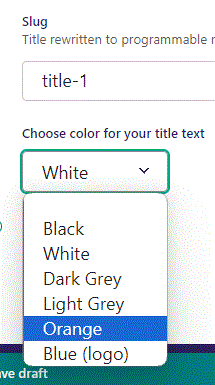 Slug
Title rewritten to programmable
title-1
Choose color for your title text
White
Black
White
Dark Grey
Light Grey
Orange
Blue (logo)
draft